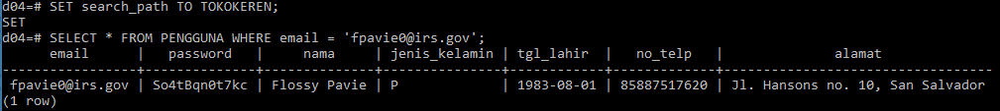 d04=# SET search_path TO TOKOKEREN;
SET
d04=# SELECT * FROM PENGGUNA WHERE email = 'fpavie0@irs.gov';
      email      |  password   |     nama      | jenis_kelamin | tgl_lahir  |   no_telp   |             alamat
-----------------+-------------+---------------+---------------+------------+-------------+---------------------------------
 fpavie0@irs.gov | So4tBqn0t7kc | Flossy Pavie | P             | 1983-08-01 | 85887517620 | Jl. Hansons no. 10, San Salvador
(1 row)